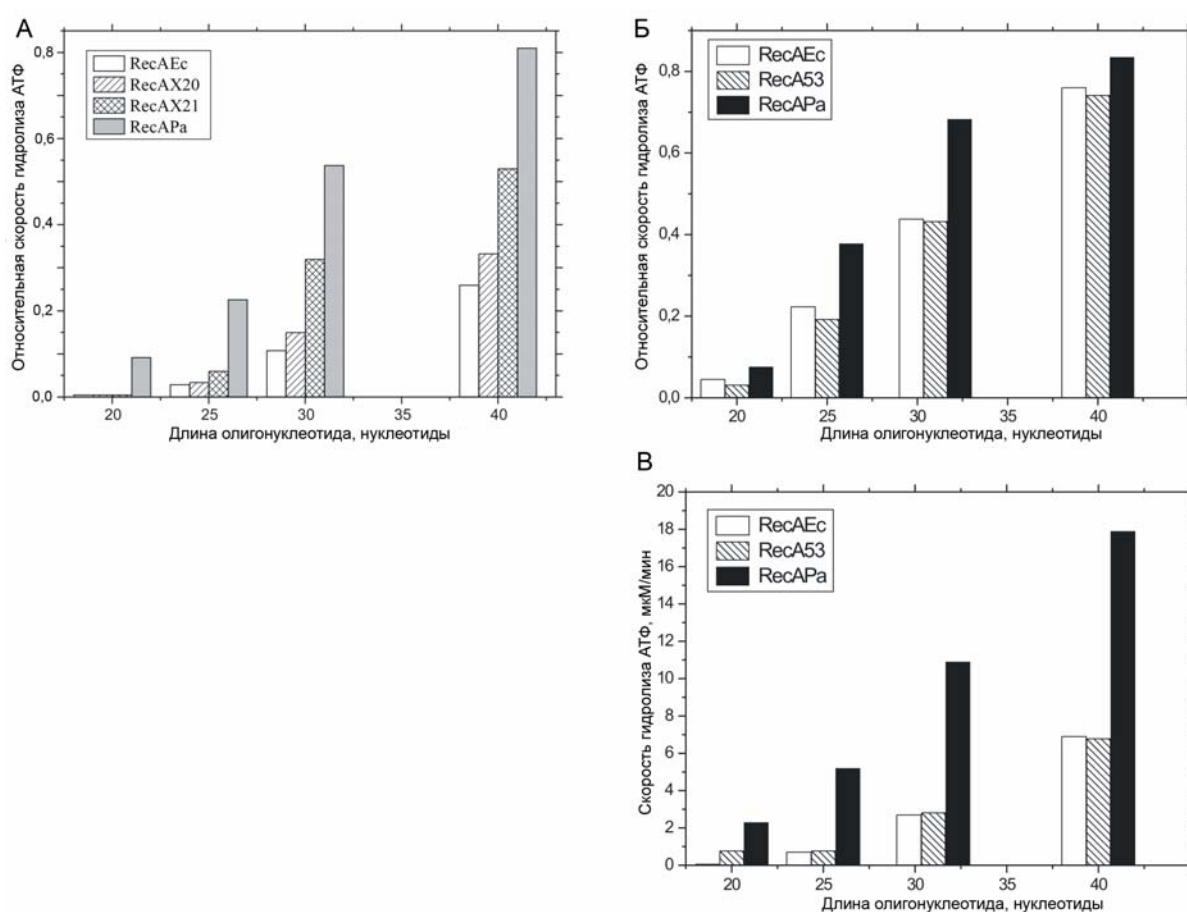 А
Относительная скорость гидролиза АТФ
0,8
0,6
0,4
0,2
0,0
RecAEc
RecAX20
RecAX21
RecAPa
20 25 30 35 40
Длина олигонуклеотида, нуклеотиды
Б
Относительная скорость гидролиза АТФ
0,8
0,6
0,4
0,2
0,0
RecAEc
RecA53
RecAPa
20 25 30 35 40
Длина олигонуклеотида, нуклеотиды
В
Скорость гидролиза АТФ, мкМ/мин
20
18
16
14
12
10
8
6
4
2
0
RecAEc
RecA53
RecAPa
20 25 30 35 40
Длина олигонуклеотида, нуклеотиды